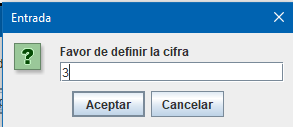 Entrada
Favor de definir la cifra
3
Aceptar Cancelar